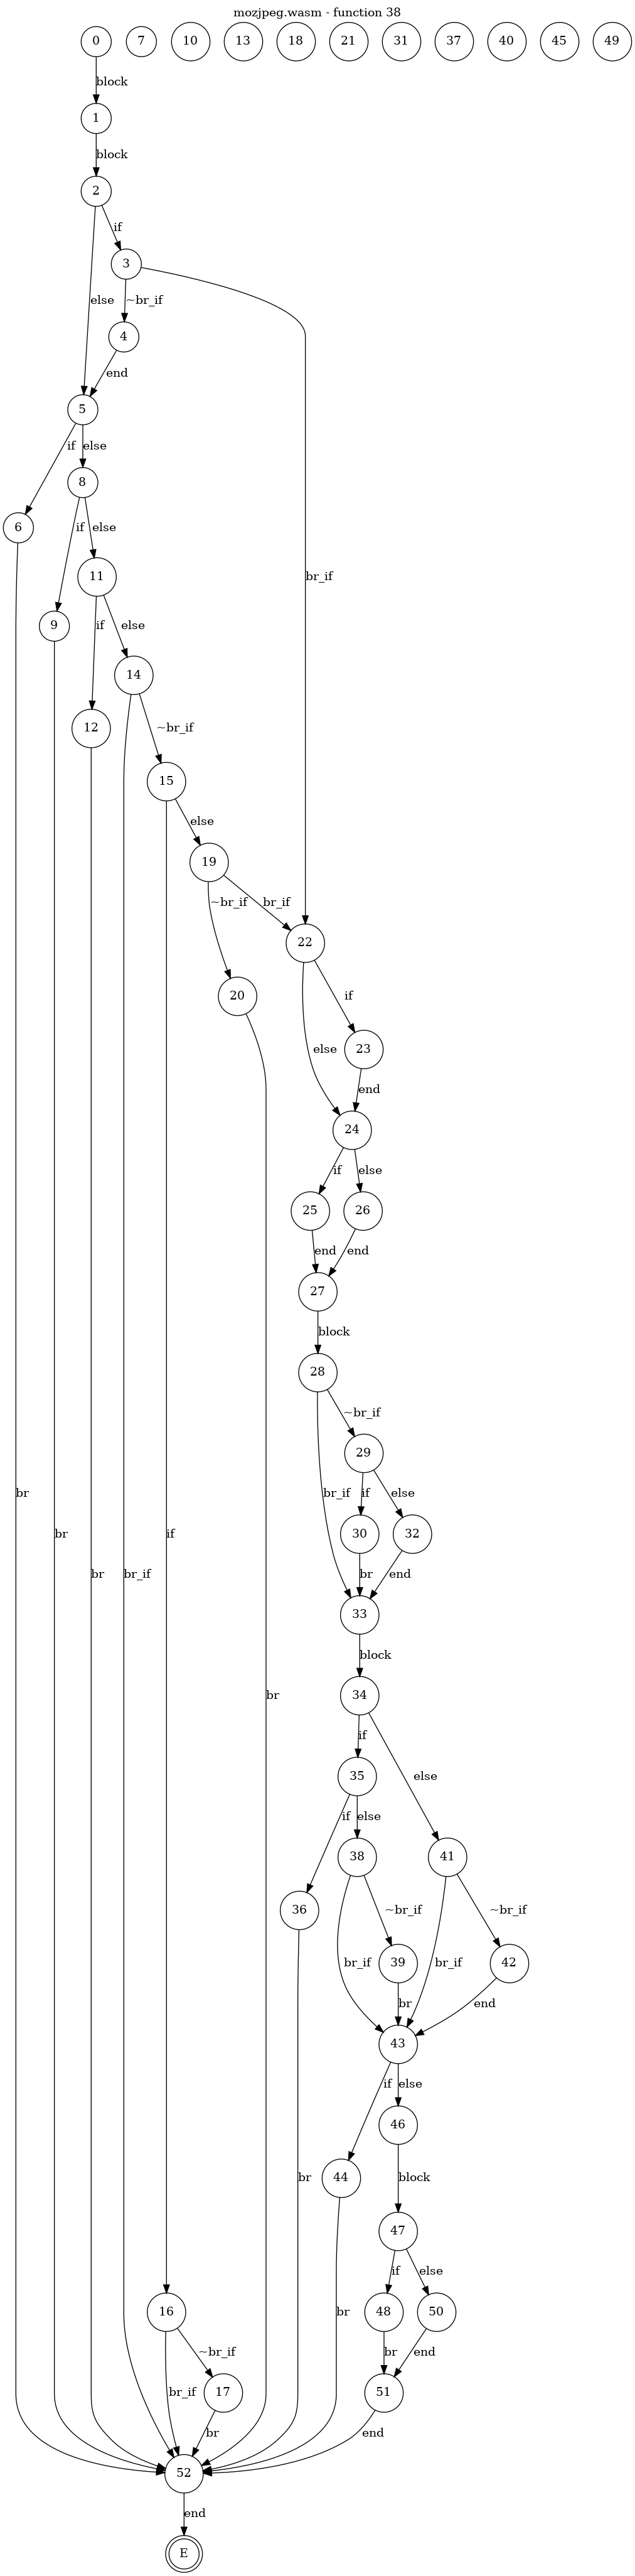 mozjpeg.wasm - function 38
0 7 10 13 18 21 31 37 40 45 49
block
1
block
2
if
3
else ~br_if
4
end
5
if else
8
6
if else
br_if
11
9
if else
14
12
~br_if
15
else
19
~br_if br_if
22
20
if
else 23
end
24
if else
25 26
end end
27
block
28
~br_if
29
br br_if if else
30 32
br if
br br_if br end
33
block
34
br
if
35
else
if else
38 41
36
~br_if ~br_if
br_if 39 br_if 42
br end
43
if else
46
44
br block
47
if else
16 48 50
br
~br_if br end
br_if 17 51
br end
52
end
E